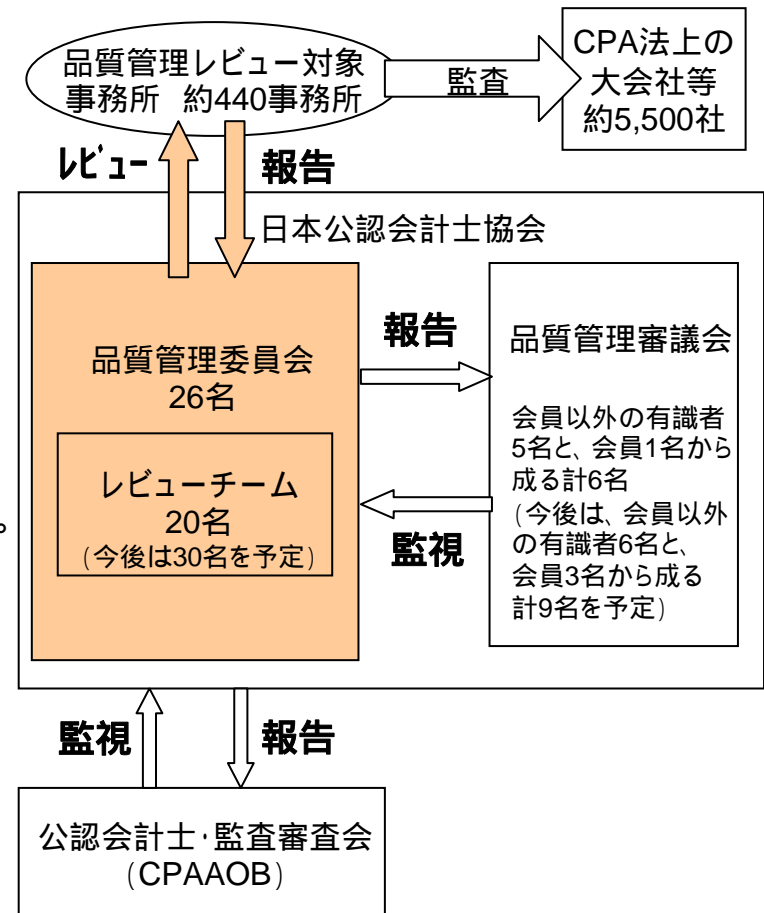 品質管理レビュー対象
事務所 約440事務所
監査
CPA法上の
大会社等
約5,500社
レビュー
報告
日本公認会計士協会
品質管理委員会
26名
レビューチーム
20名
(今後は30名を予定)
。
報告
監視
品質管理審議会
会員以外の有識者
5名と、会員1名から
成る計6名
(今後は、会員以外
の有識者6名と、
会員3名から成る
計9名を予定)
監視
報告
公認会計士・監査審査会
(CPAAOB)